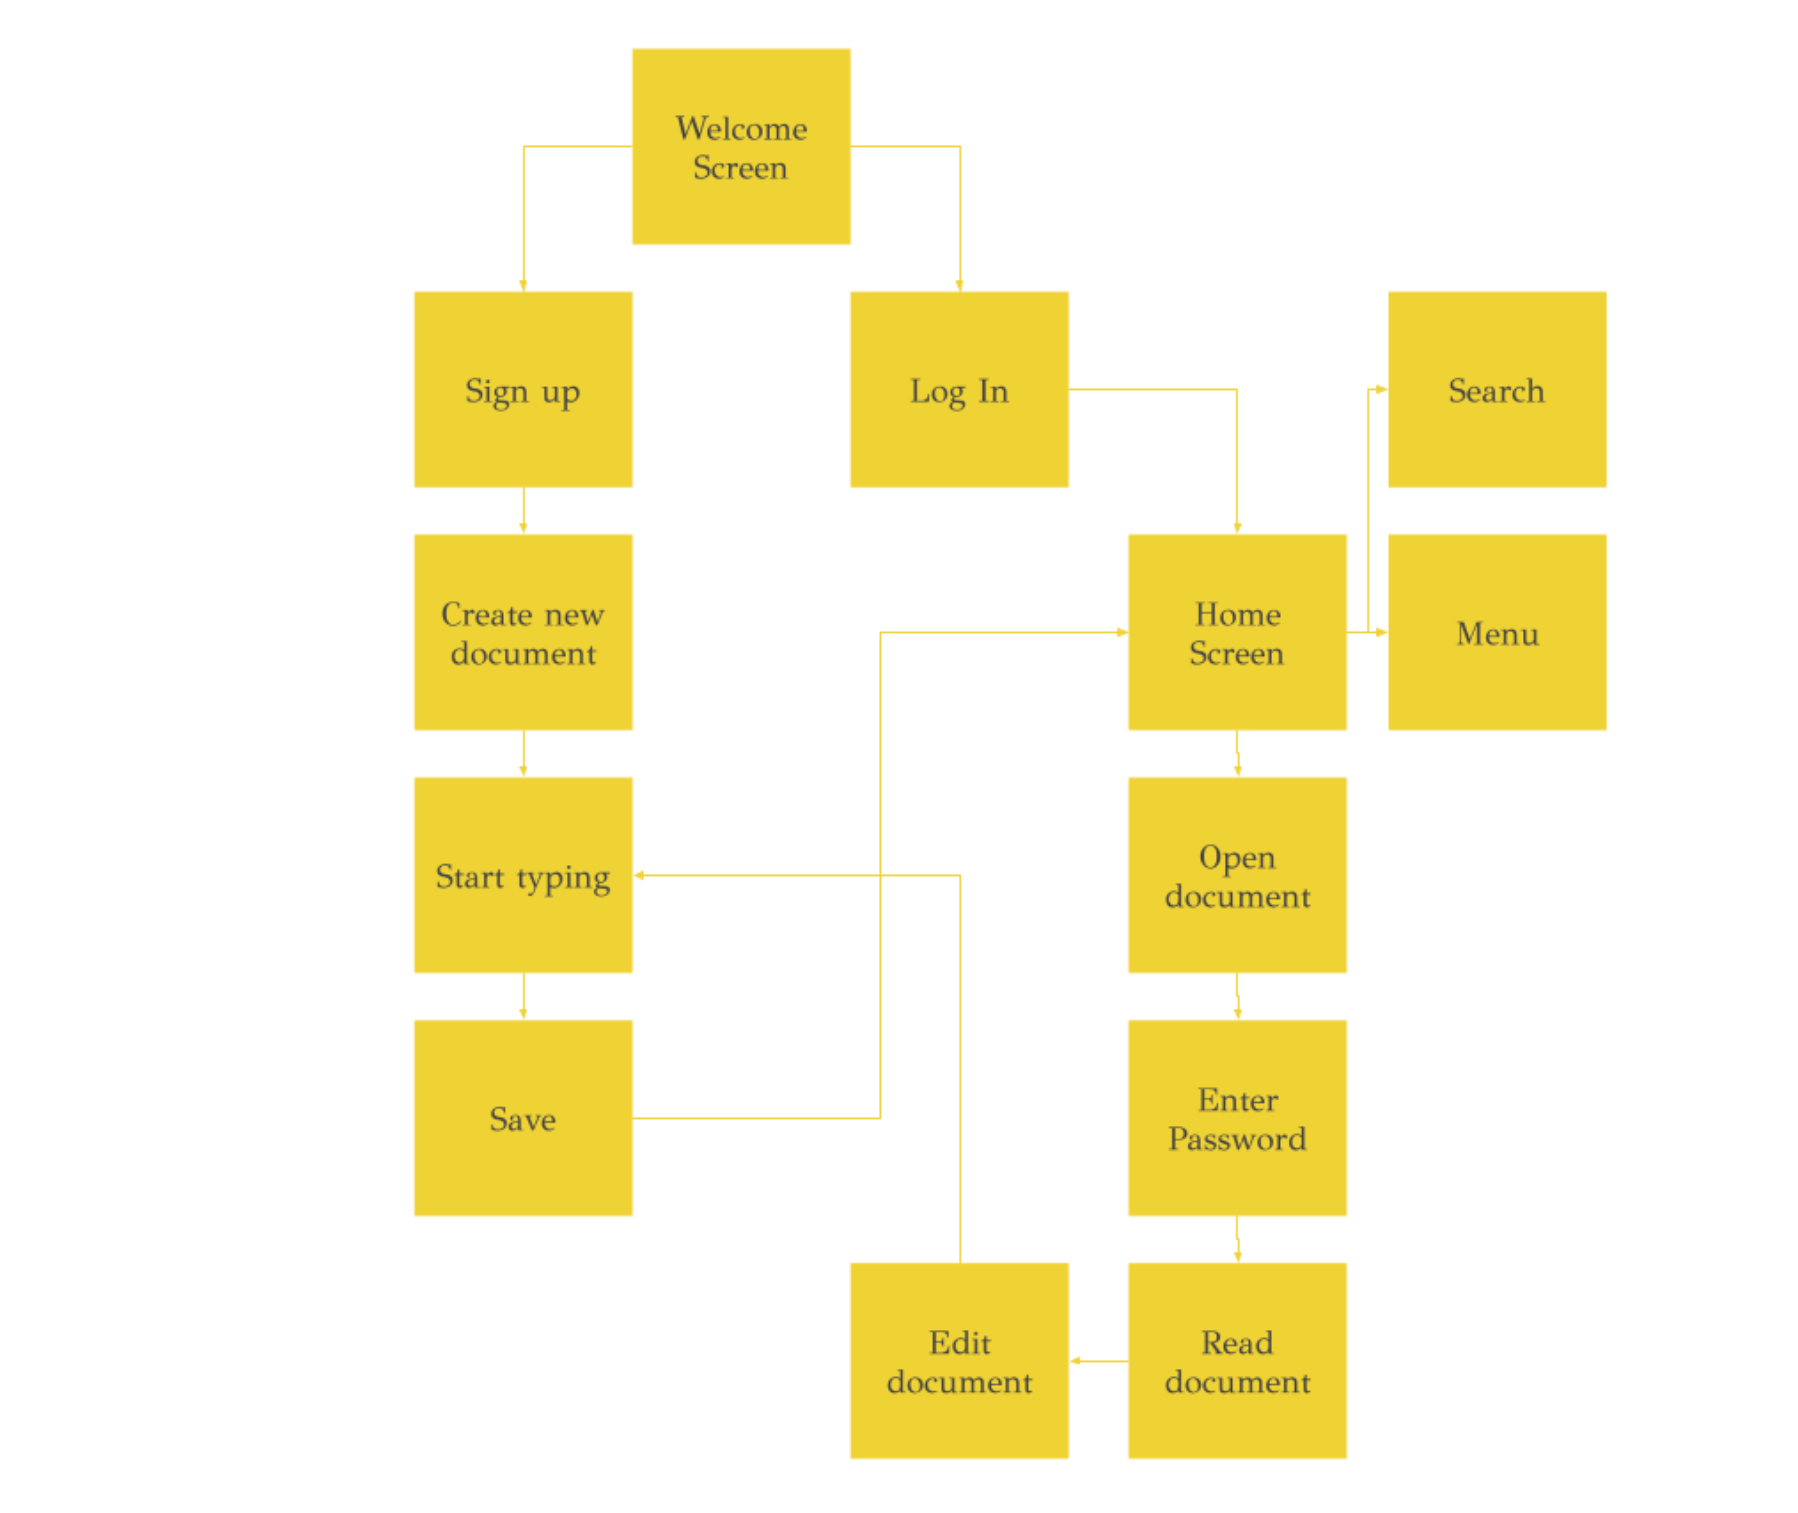 Welcome
Screen
Sign up
Log In
Search
Create new
document
Home
Screen
Menu
Start typing
Open
document
Save
Enter
Password
Edit
document
Read
document